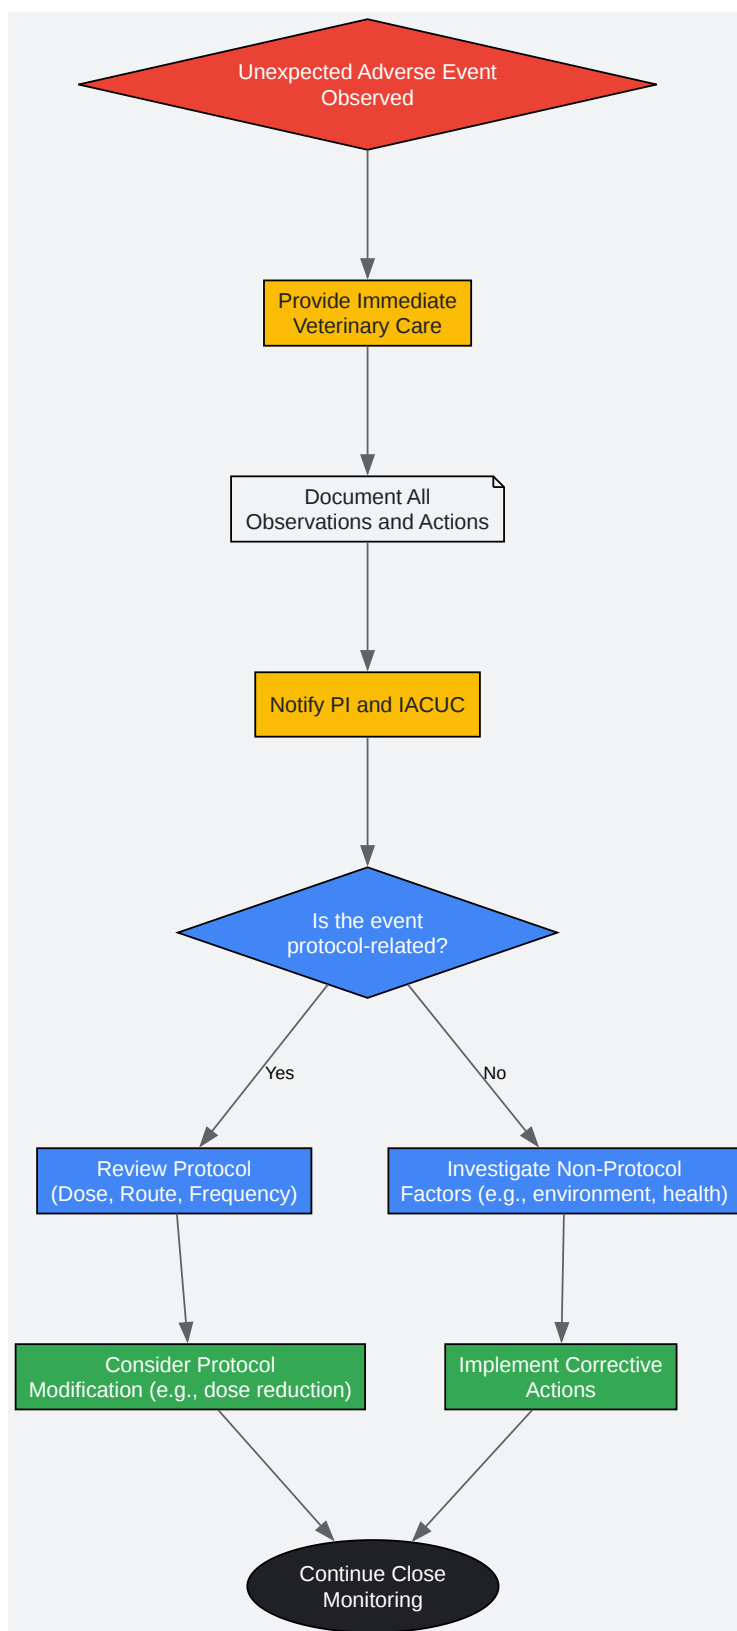 Unexpected Adverse Event
Observed
Provide Immediate
Veterinary Care
Document All
Observations and Actions
Notify PI and IACUC
Is the event
protocol-related?
Yes
No
Review Protocol
(Dose, Route, Frequency)
Investigate Non-Protocol
Factors (e.g., environment, health)
Consider Protocol
Modification (e.g., dose reduction)
Implement Corrective
Actions
Continue Close
Monitoring